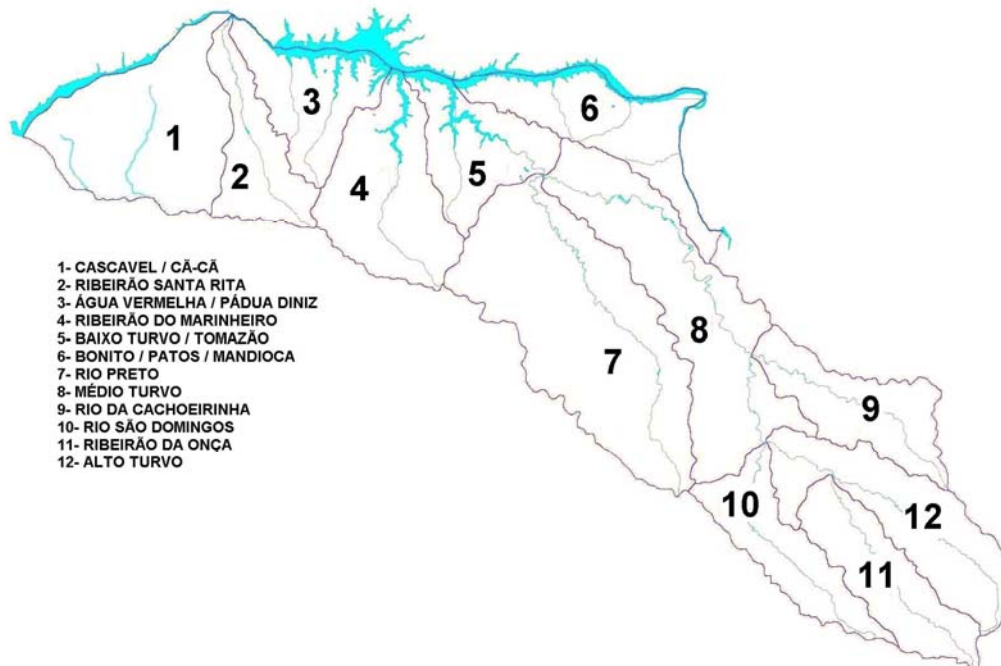 1
2
3
4
5
6
7
8
9
10
11
12
1- CASCAVEL / CÃ-CÃ
2- RIBEIRÃO SANTA RITA
3- ÁGUA VERMELHA / PÁDUA DINIZ
4- RIBEIRÃO DO MARINHEIRO
5- BAIXO TURVO / TOMAZÃO
6- BONITO / PATOS / MANDIOCA
7- RIO PRETO
8- MÉDIO TURVO
9- RIO DA CACHOEIRINHA
10- RIO SÃO DOMINGOS
11- RIBEIRÃO DA ONÇA
12- ALTO TURVO